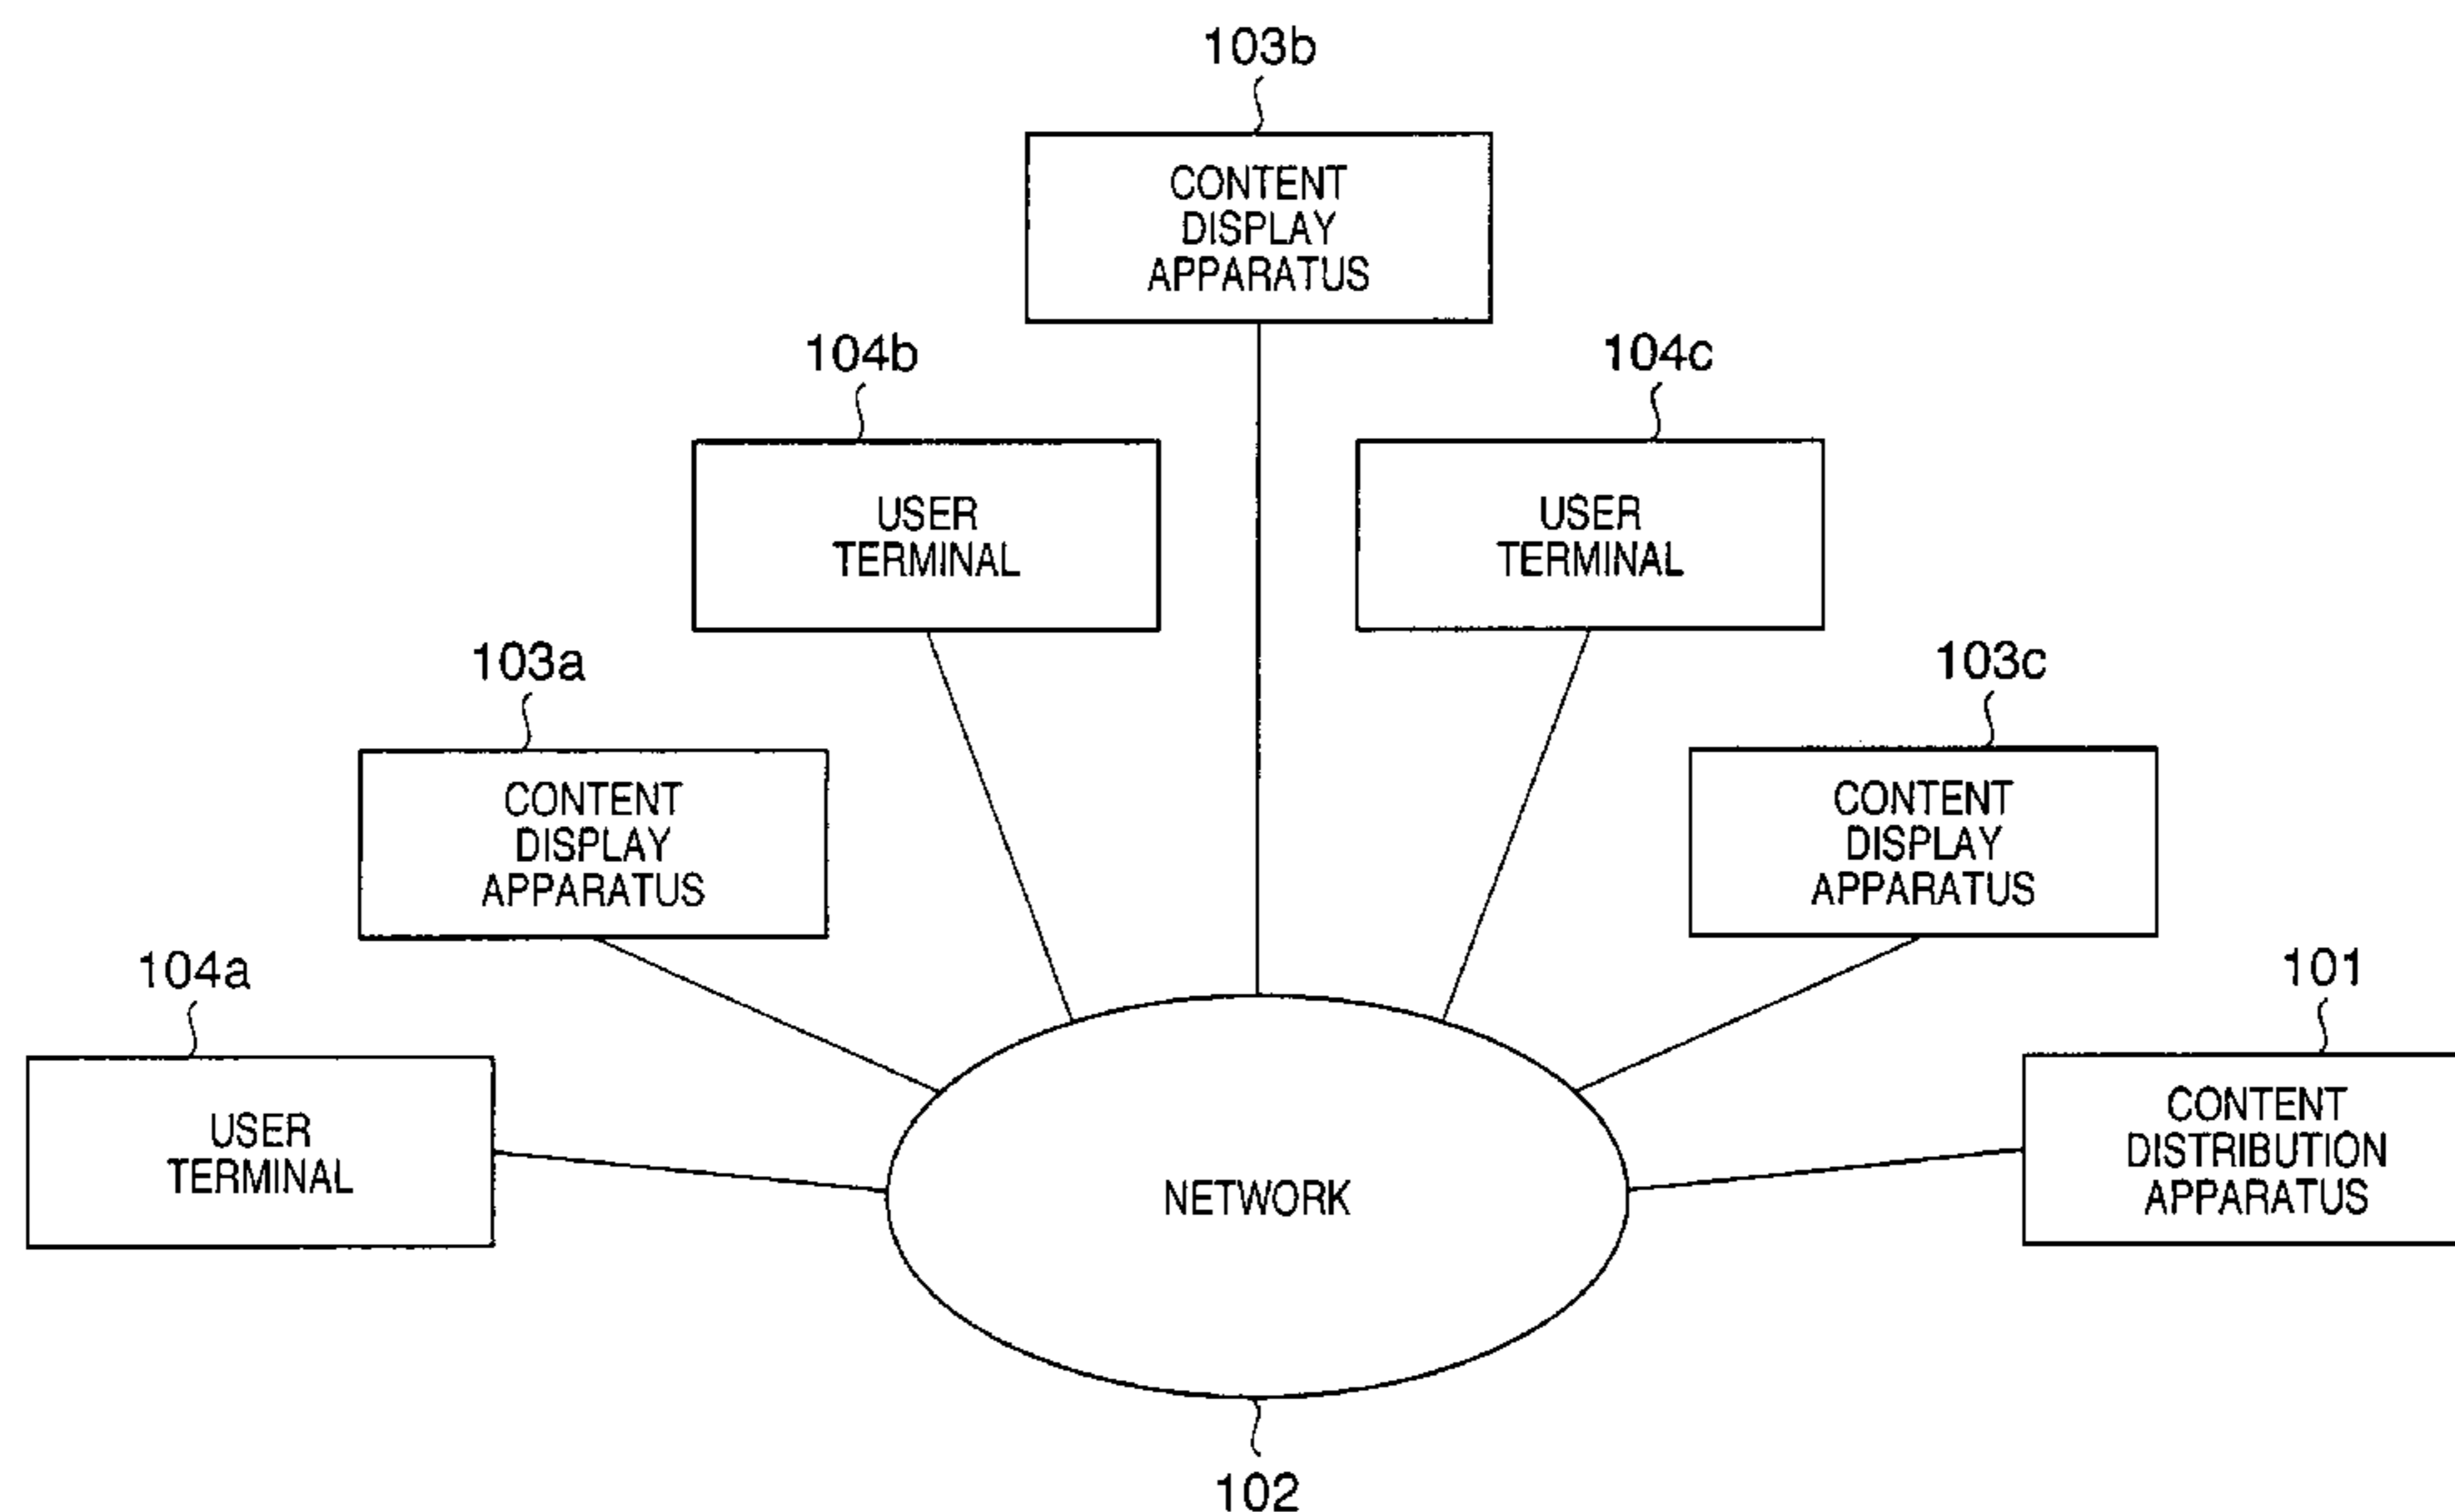 103b
CONTENT
DISPLAY
APPARATUS
104b
USER
TERMINAL
104c
USER
TERMINAL
103a
CONTENT
DISPLAY
APPARATUS
103c
CONTENT
DISPLAY
APPARATUS
104a
USER
TERMINAL
101
CONTENT
DISTRIBUTION
APPARATUS
NETWORK
102